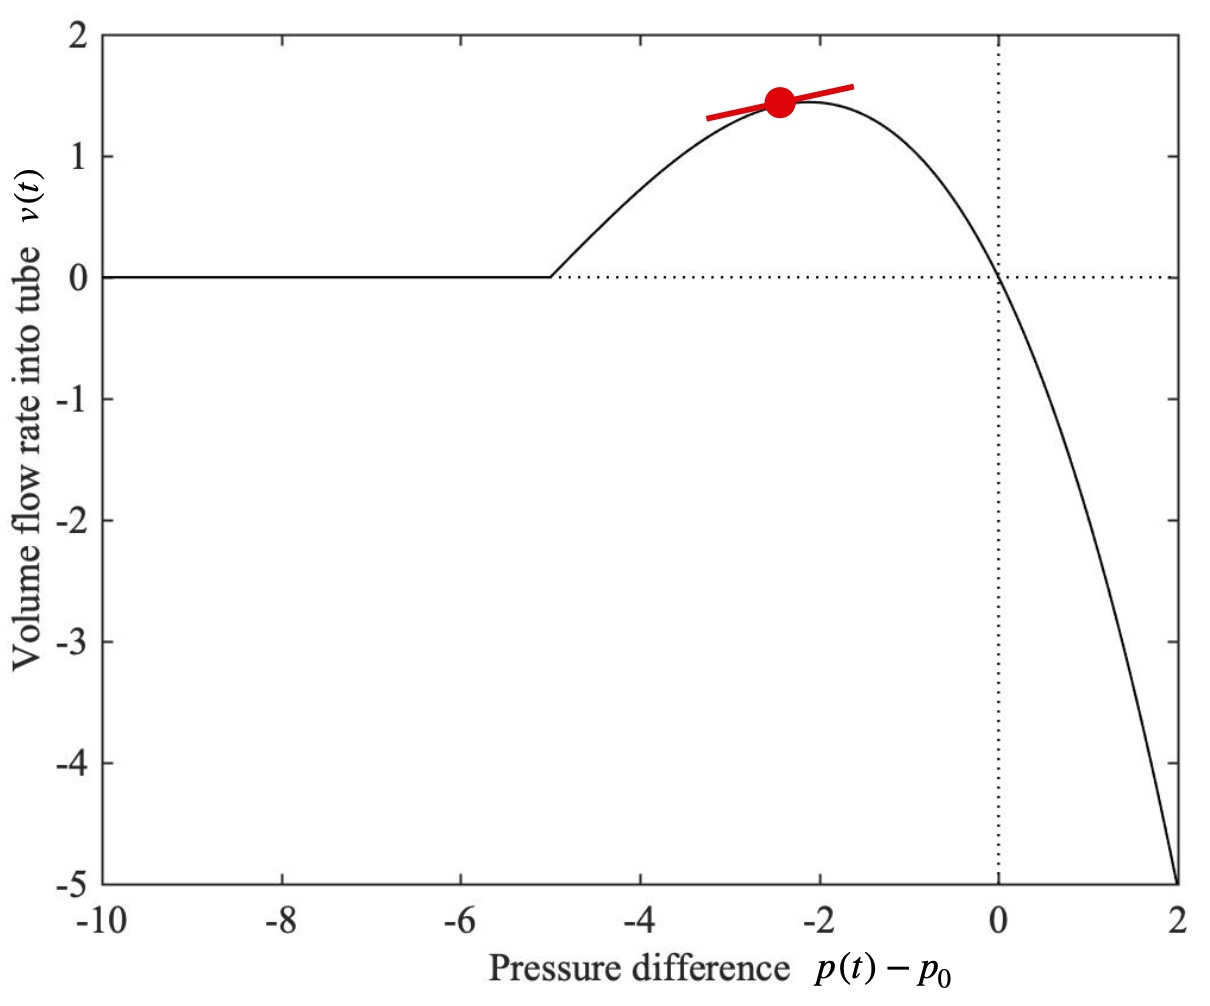 2
1
0
-1
-2
-3
-4
-5
Volume flow rate into tube v(t)
-10 -8 -6 -4 -2 0 2
Pressure difference p(t) − p₀